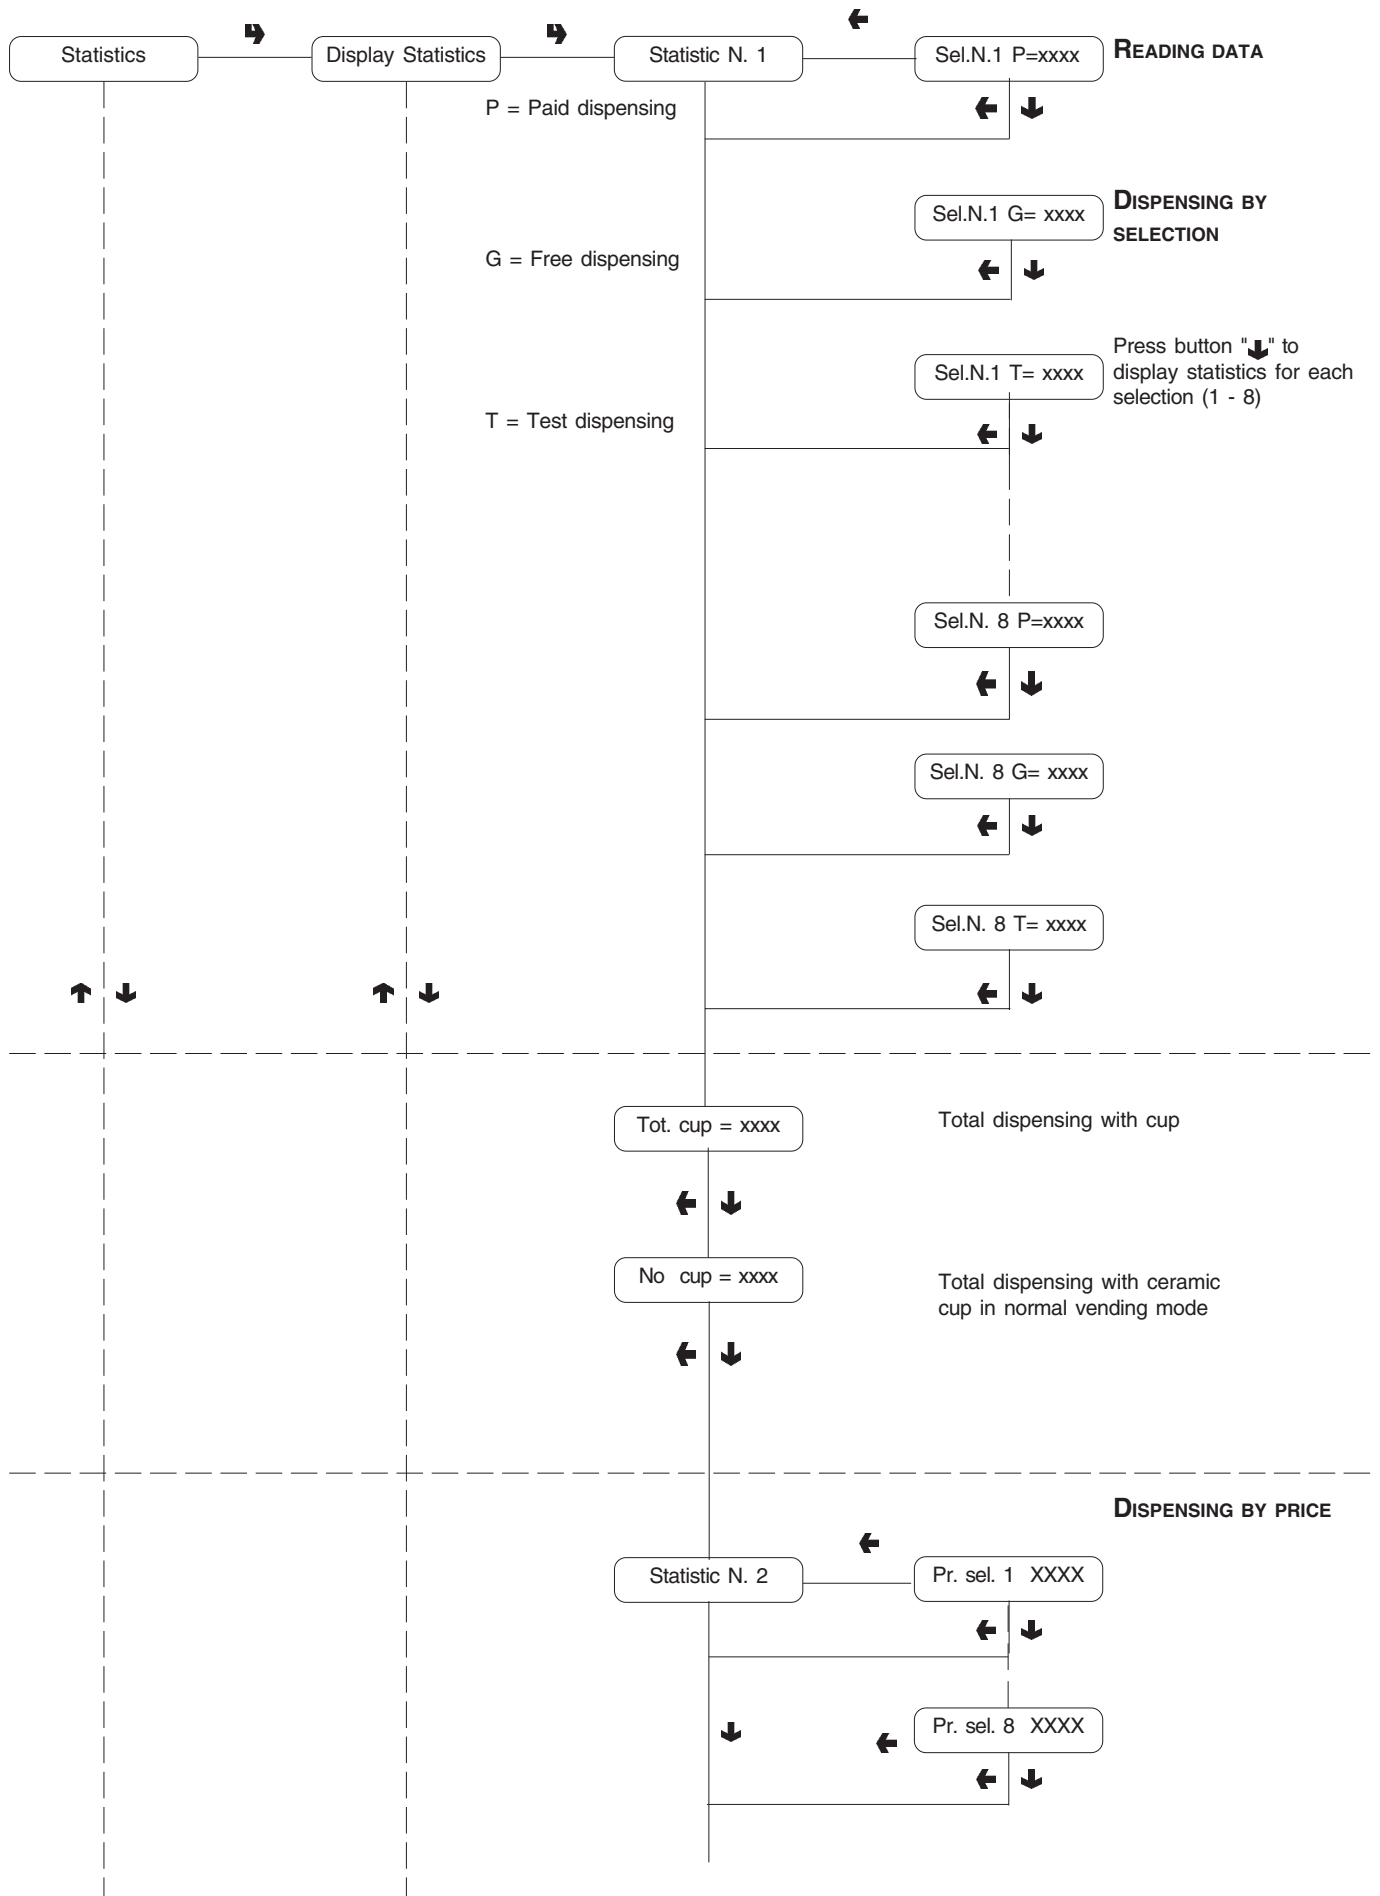 Statistics
Display Statistics
Statistic N. 1
Sel.N.1 P=xxxx
READING DATA
P = Paid dispensing
Sel.N.1 G= xxxx
DISPENSING BY
SELECTION
G = Free dispensing
Sel.N.1 T= xxxx
Press button "🡇" to
display statistics for each
selection (1 - 8)
T = Test dispensing
Sel.N. 8 P=xxxx
Sel.N. 8 G= xxxx
Sel.N. 8 T= xxxx
Tot. cup = xxxx
Total dispensing with cup
No cup = xxxx
Total dispensing with ceramic
cup in normal vending mode
DISPENSING BY PRICE
Statistic N. 2
Pr. sel. 1 XXXX
Pr. sel. 8 XXXX